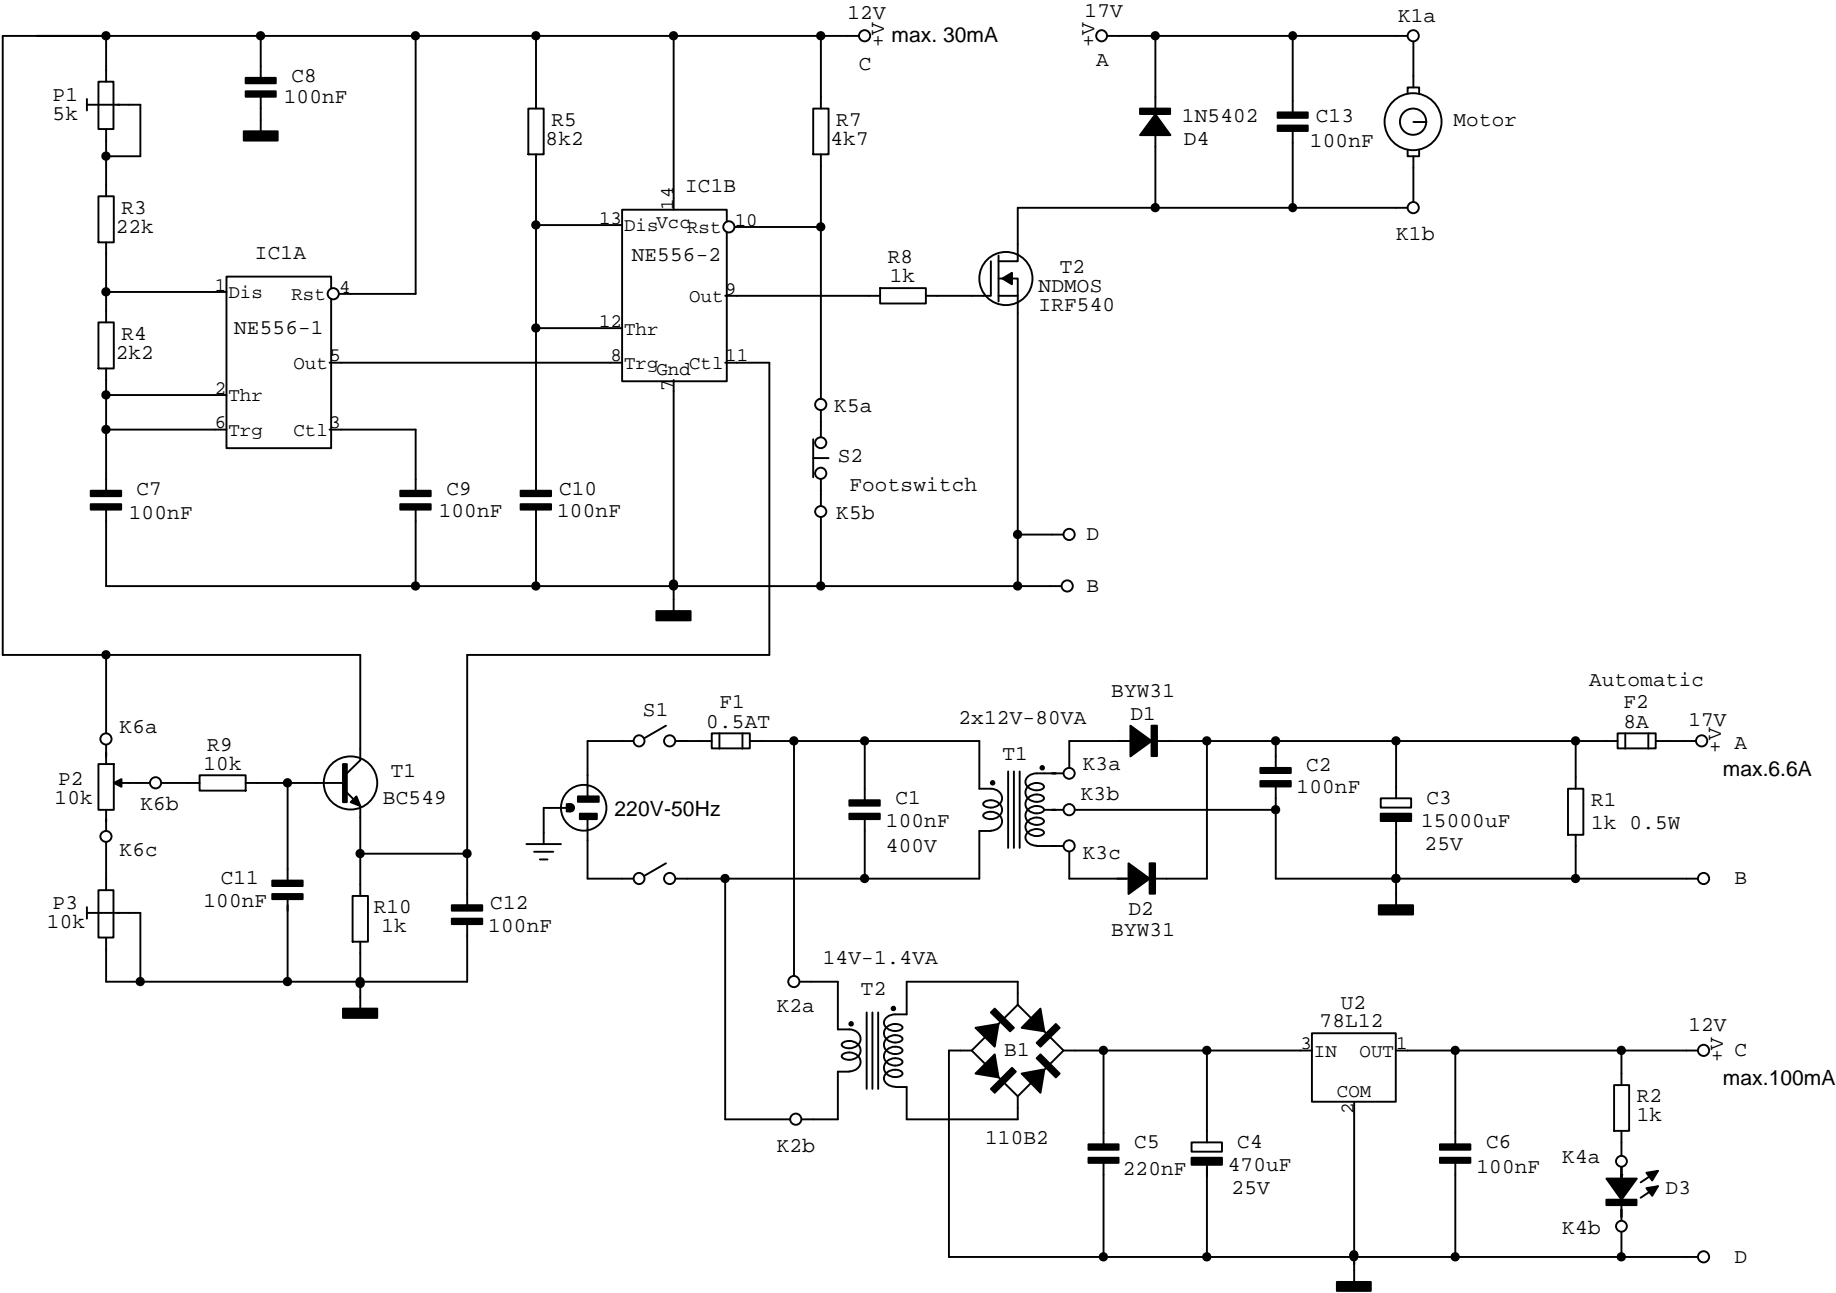 12V
+V
max. 30mA
C
17V
+V
A
K1a
P1
5k
C8
100nF
R5
8k2
R7
4k7
1N5402
D4
C13
100nF
Motor
K1b
R3
22k
IC1A
1
Dis
Rst
4
NE556-1
Out
5
2
Thr
6
Trg
Ctl
3
R4
2k2
IC1B
14
13
Dis
Vcc
Rst
10
NE556-2
Out
9
12
Thr
8
Trg
Gnd
Ctl
11
7
R8
1k
T2
NDMOS
IRF540
K5a
S2
Footswitch
K5b
C7
100nF
C9
100nF
C10
100nF
D
B
K6a
P2
10k
K6b
K6c
R9
10k
T1
BC549
P3
10k
C11
100nF
R10
1k
C12
100nF
S1
F1
0.5AT
220V-50Hz
C1
100nF
400V
2x12V-80VA
T1
K3a
K3b
K3c
BYW31
D1
D2
BYW31
C2
100nF
C3
15000uF
25V
R1
1k 0.5W
Automatic
F2
8A
17V
+V
A
max.6.6A
B
14V-1.4VA
T2
K2a
K2b
B1
110B2
C5
220nF
C4
470uF
25V
U2
78L12
3
IN
OUT
1
COM
2
C6
100nF
12V
+V
C
max.100mA
R2
1k
K4a
D3
K4b
D